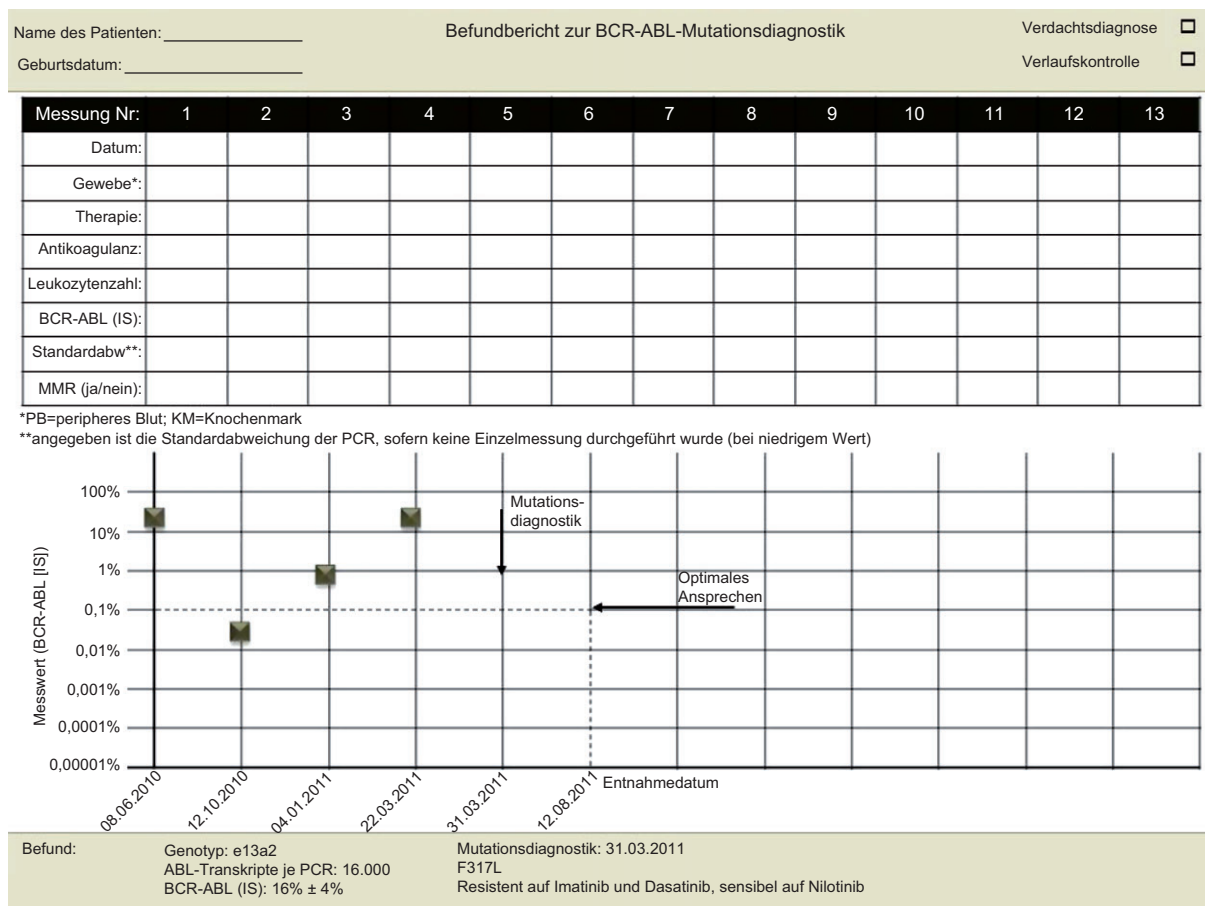 Name des Patienten:
Befundbericht zur BCR-ABL-Mutationsdiagnostik
Verdachtsdiagnose
Geburtsdatum:
Verlaufskontrolle
Messung Nr: 1 2 3 4 5 6 7 8 9 10 11 12 13
Datum:
Gewebe*:
Therapie:
Antikoagulanz:
Leukozytenzahl:
BCR-ABL (IS):
Standardabw**:
MMR (ja/nein):
*PB=peripheres Blut; KM=Knochenmark
**angegeben ist die Standardabweichung der PCR, sofern keine Einzelmessung durchgeführt wurde (bei niedrigem Wert)
Messwert (BCR-ABL [IS])
100%
10%
1%
0,1%
0,01%
0,001%
0,0001%
0,00001%
Mutations-
diagnostik
Optimales
Ansprechen
08.06.2010
12.10.2010
04.01.2011
22.03.2011
31.03.2011
12.08.2011
Entnahmedatum
Befund:
Genotyp: e13a2
ABL-Transkripte je PCR: 16.000
BCR-ABL (IS): 16% ± 4%
Mutationsdiagnostik: 31.03.2011
F317L
Resistent auf Imatinib und Dasatinib, sensibel auf Nilotinib